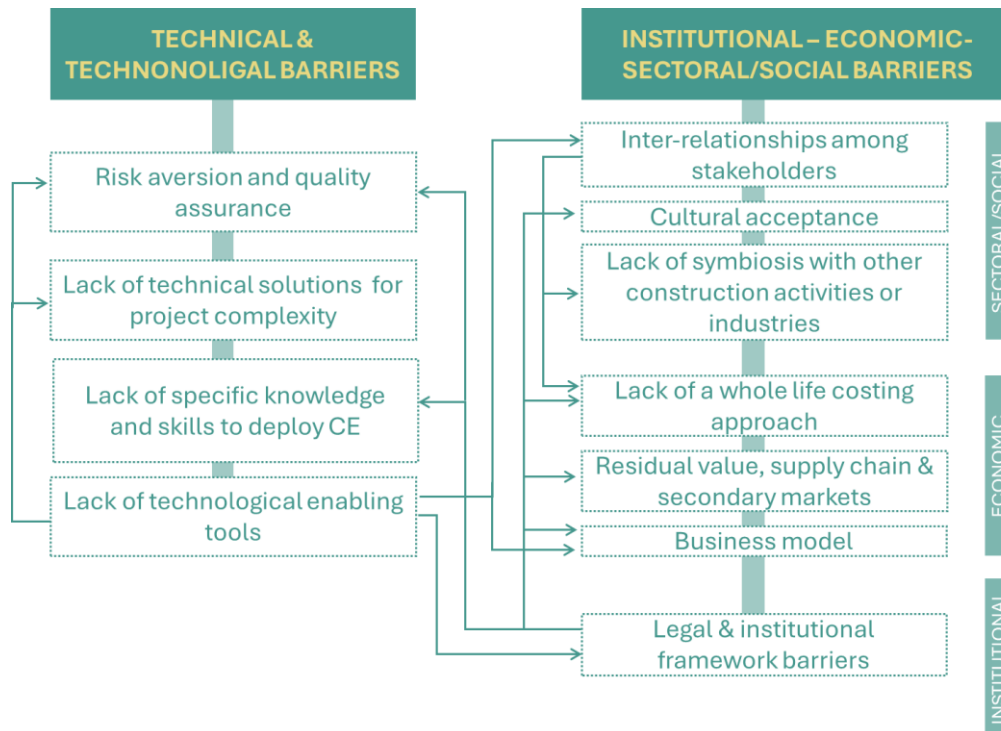 TECHNICAL &
TECHNONOLIGAL BARRIERS
Risk aversion and quality
assurance
Lack of technical solutions for
project complexity
Lack of specific knowledge
and skills to deploy CE
Lack of technological enabling
tools
INSTITUTIONAL – ECONOMIC-
SECTORAL/SOCIAL BARRIERS
Inter-relationships among
stakeholders
Cultural acceptance
Lack of symbiosis with other
construction activities or
industries
Lack of a whole life costing
approach
Residual value, supply chain &
secondary markets
Business model
Legal & institutional
framework barriers
SECTORAL/SOCIAL
ECONOMIC
INSTITUTIONAL